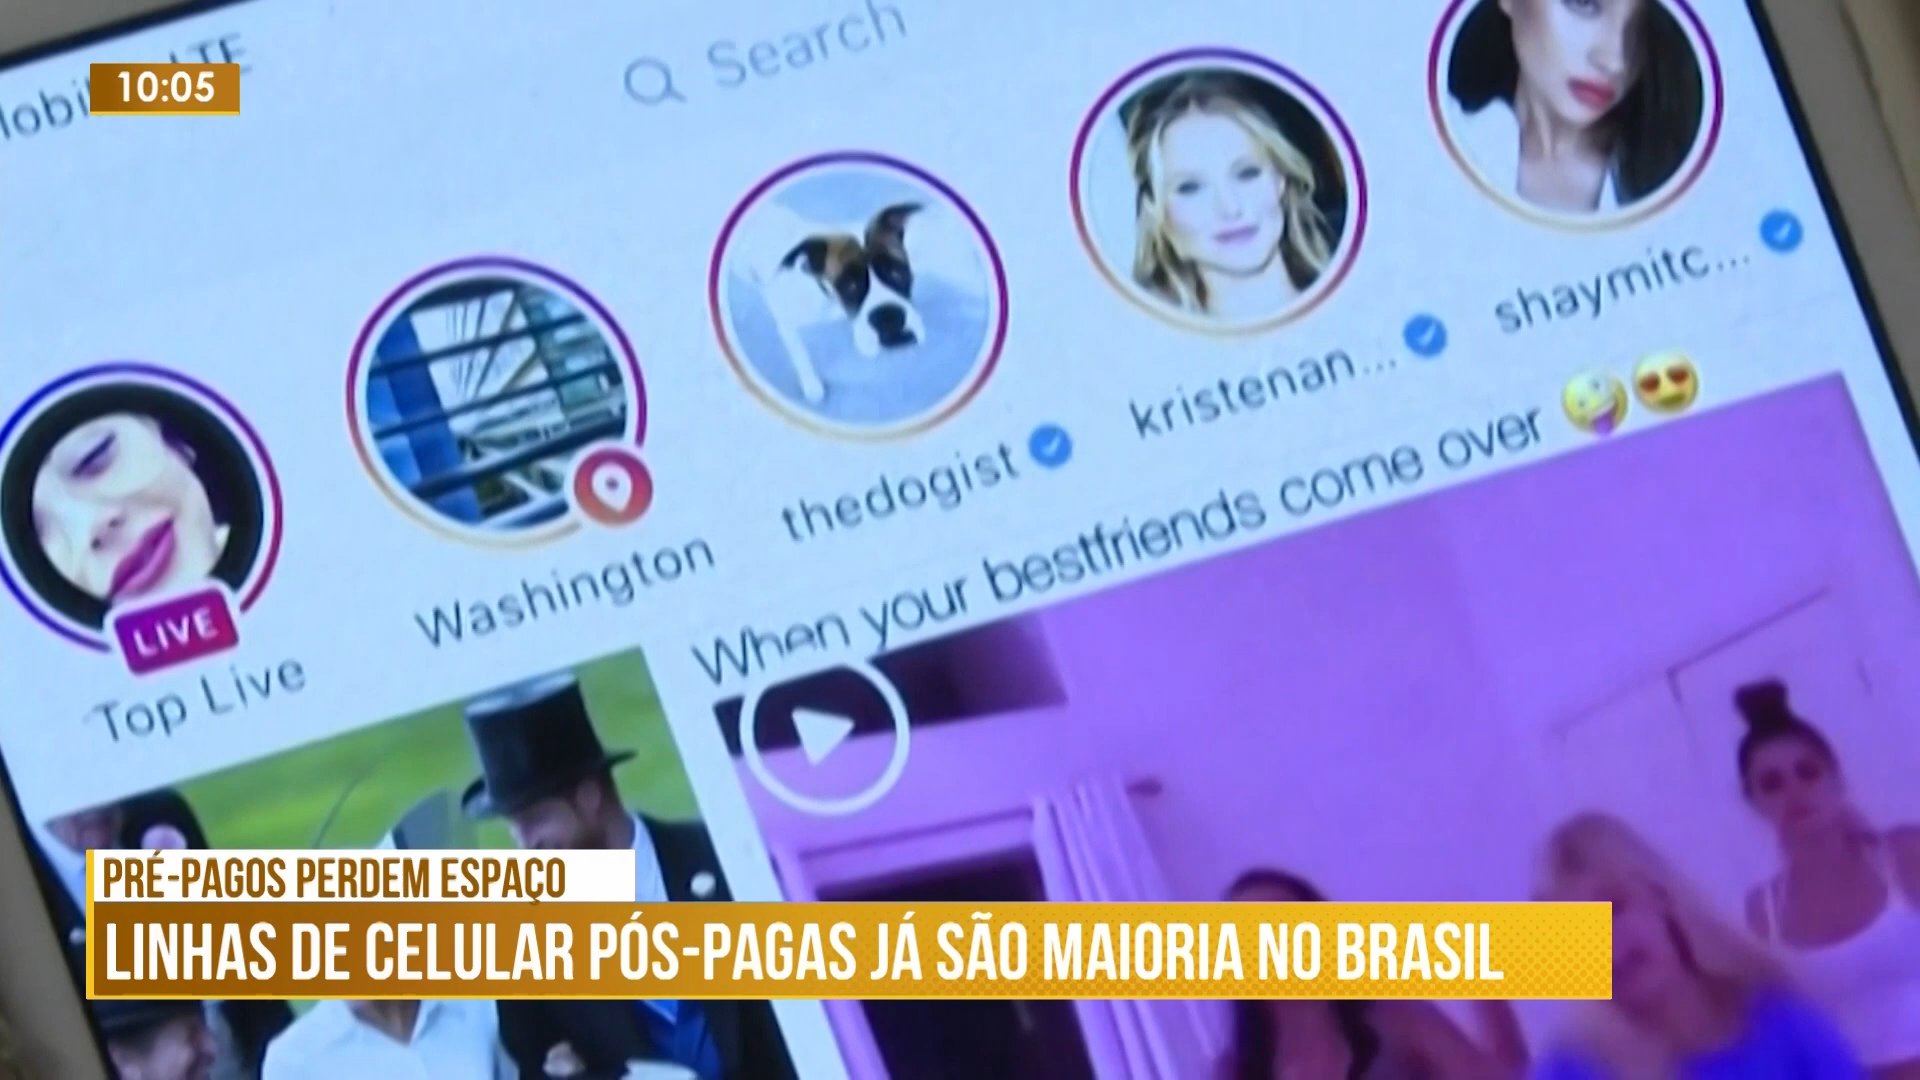 10:05
LTE
Search
shaymitc...
kristenan...
thedogist
Washington
LIVE
Top Live
When your bestfriends come over 🤪😍
PRÉ-PAGOS PERDEM ESPAÇO
LINHAS DE CELULAR PÓS-PAGAS JÁ SÃO MAIORIA NO BRASIL